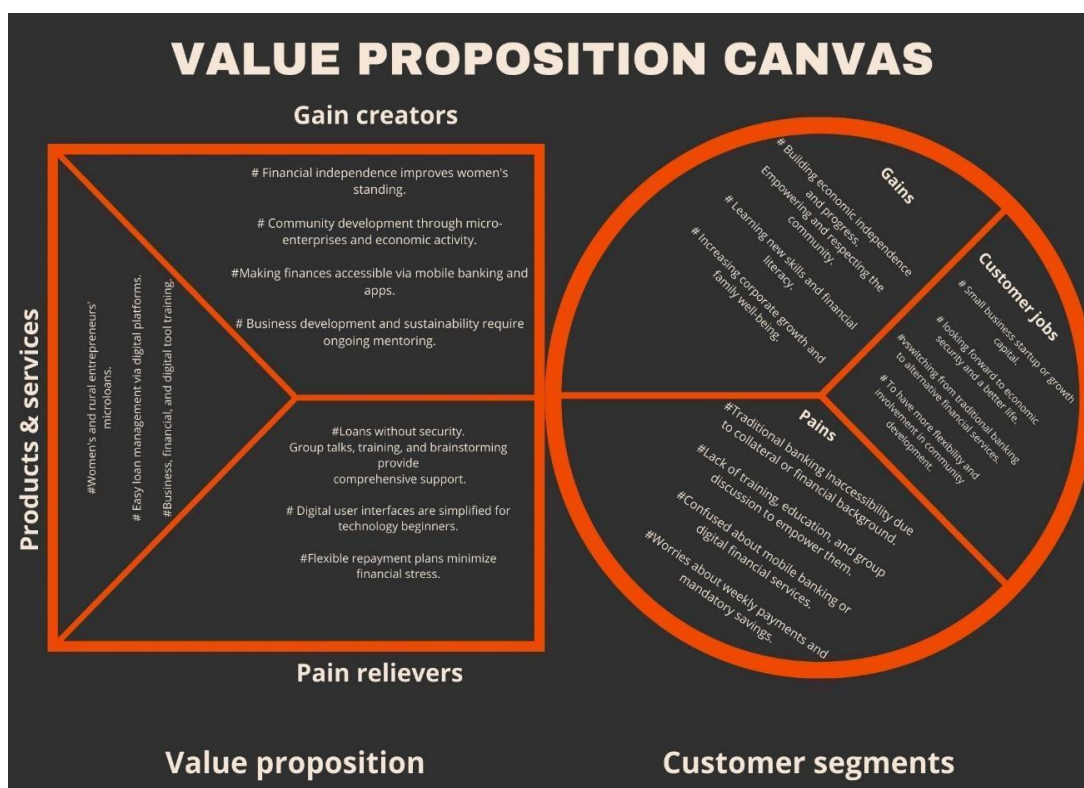 VALUE PROPOSITION CANVAS
Gain creators
# Financial independence improves women's
standing.
# Community development through micro-
enterprises and economic activity.
#Making finances accessible via mobile banking and
apps.
# Business development and sustainability require
ongoing mentoring.
Products & services
#Women's and rural entrepreneurs'
microloans.
# Easy loan management via digital platforms.
#Business, financial, and digital tool training.
#Loans without security.
Group talks, training, and brainstorming
provide
comprehensive support.
# Digital user interfaces are simplified for
technology beginners.
#Flexible repayment plans minimize
financial stress.
Pain relievers
Value proposition
Gains
# Building economic independence
and progress.
Empowering and respecting the
community.
# Learning new skills and financial
literacy.
# Increasing corporate growth and
family well-being.
Customer jobs
# Small business startup or growth
capital.
# looking forward to economic
security and a better life.
#vswitching from traditional banking
to alternative financial services.
# To have more flexibility and
involvement in community
development.
Pains
#Traditional banking inaccessibility due
to collateral or financial background.
#Lack of training, education, and group
discussion to empower them.
#Confused about mobile banking or
digital financial services.
#Worries about weekly payments and
mandatory savings.
Customer segments